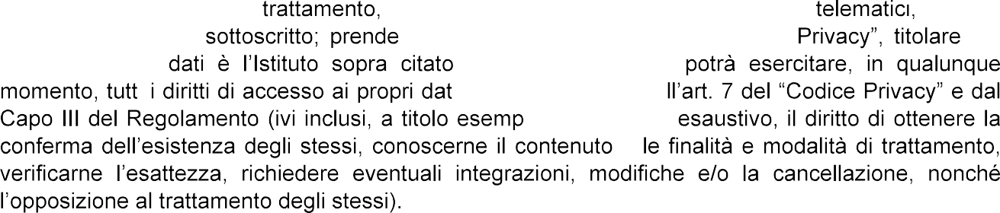 trattamento, telematici,
sottoscritto; prende Privacy”, titolare
dati è l’Istituto sopra citato potrà esercitare, in qualunque
momento, tutt i diritti di accesso ai propri dat ll’art. 7 del “Codice Privacy” e dal
Capo III del Regolamento (ivi inclusi, a titolo esemp esaustivo, il diritto di ottenere la
conferma dell’esistenza degli stessi, conoscerne il contenuto le finalità e modalità di trattamento,
verificarne l’esattezza, richiedere eventuali integrazioni, modifiche e/o la cancellazione, nonché
l’opposizione al trattamento degli stessi).